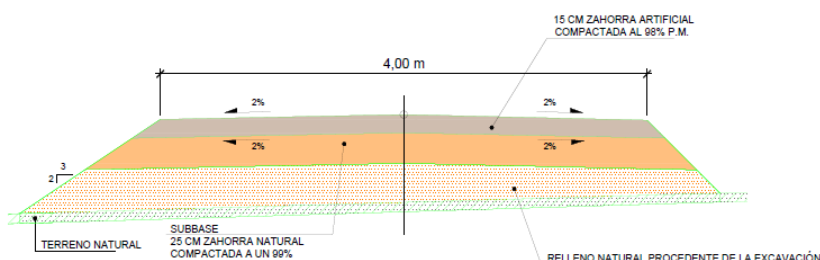 15 CM ZAHORRA ARTIFICIAL
COMPACTADA AL 98% P.M.
4,00 m
2%
2%
2%
2%
3
2
SUBBASE
25 CM ZAHORRA NATURAL
COMPACTADA A UN 99%
TERRENO NATURAL
RELLENO NATURAL PROCEDENTE DE LA EXCAVACIÓN